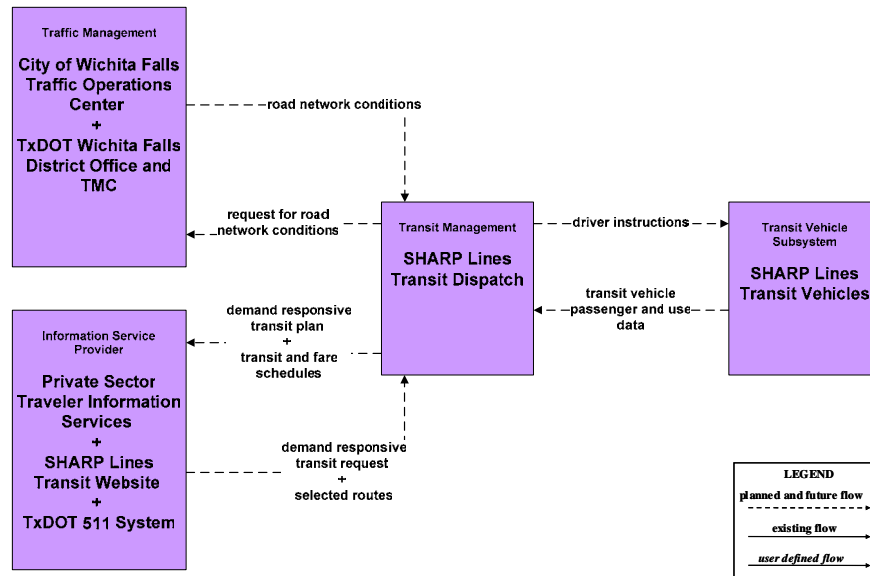 Traffic Management
City of Wichita Falls
Traffic Operations
Center
+
TxDOT Wichita Falls
District Office and
TMC
road network conditions
request for road
network conditions
Transit Management
SHARP Lines
Transit Dispatch
driver instructions
transit vehicle
passenger and use
data
Transit Vehicle
Subsystem
SHARP Lines
Transit Vehicles
Information Service
Provider
Private Sector
Traveler Information
Services
+
SHARP Lines
Transit Website
+
TxDOT 511 System
demand responsive
transit plan
+
transit and fare
schedules
demand responsive
transit request
+
selected routes
LEGEND
planned and future flow
existing flow
user defined flow